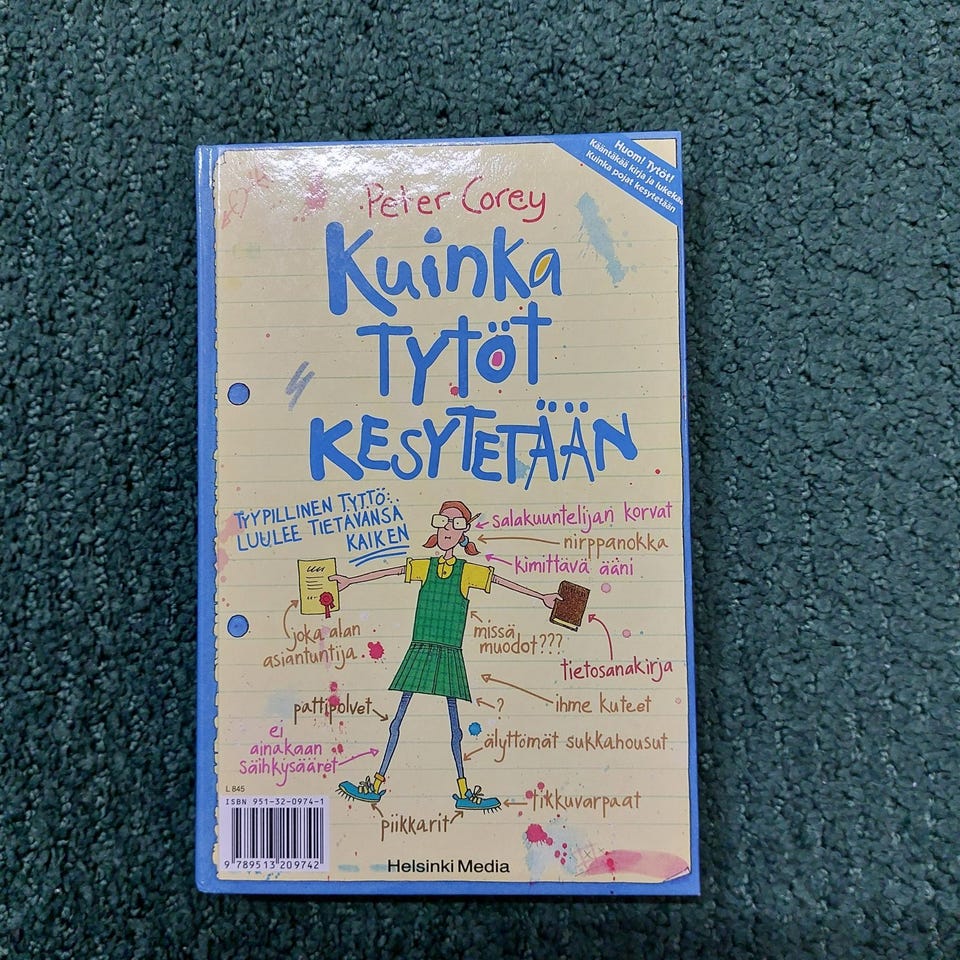 Huom! Tytöt!
Kääntäkää kirja ja lukekaa
Kuinka pojat kesytetään
Peter Corey
Kuinka
TYTÖT
KESYTETÄÄN
TYYPILLINEN TYTTÖ:
LUULEE TIETÄVÄNSÄ
KAIKEN
salakuuntelijan korvat
nirppanokka
kimittävä ääni
joka alan
asiantuntija
missä
muodot???
tietosanakirja
pattipolvet
?
ihme kuteet
ei
ainakaan
säihkysääret
älyttömät sukkahousut
tikkuvarpaat
piikkarit
L 845
ISBN 951-32-0974-1
9 789513 209742
Helsinki Media